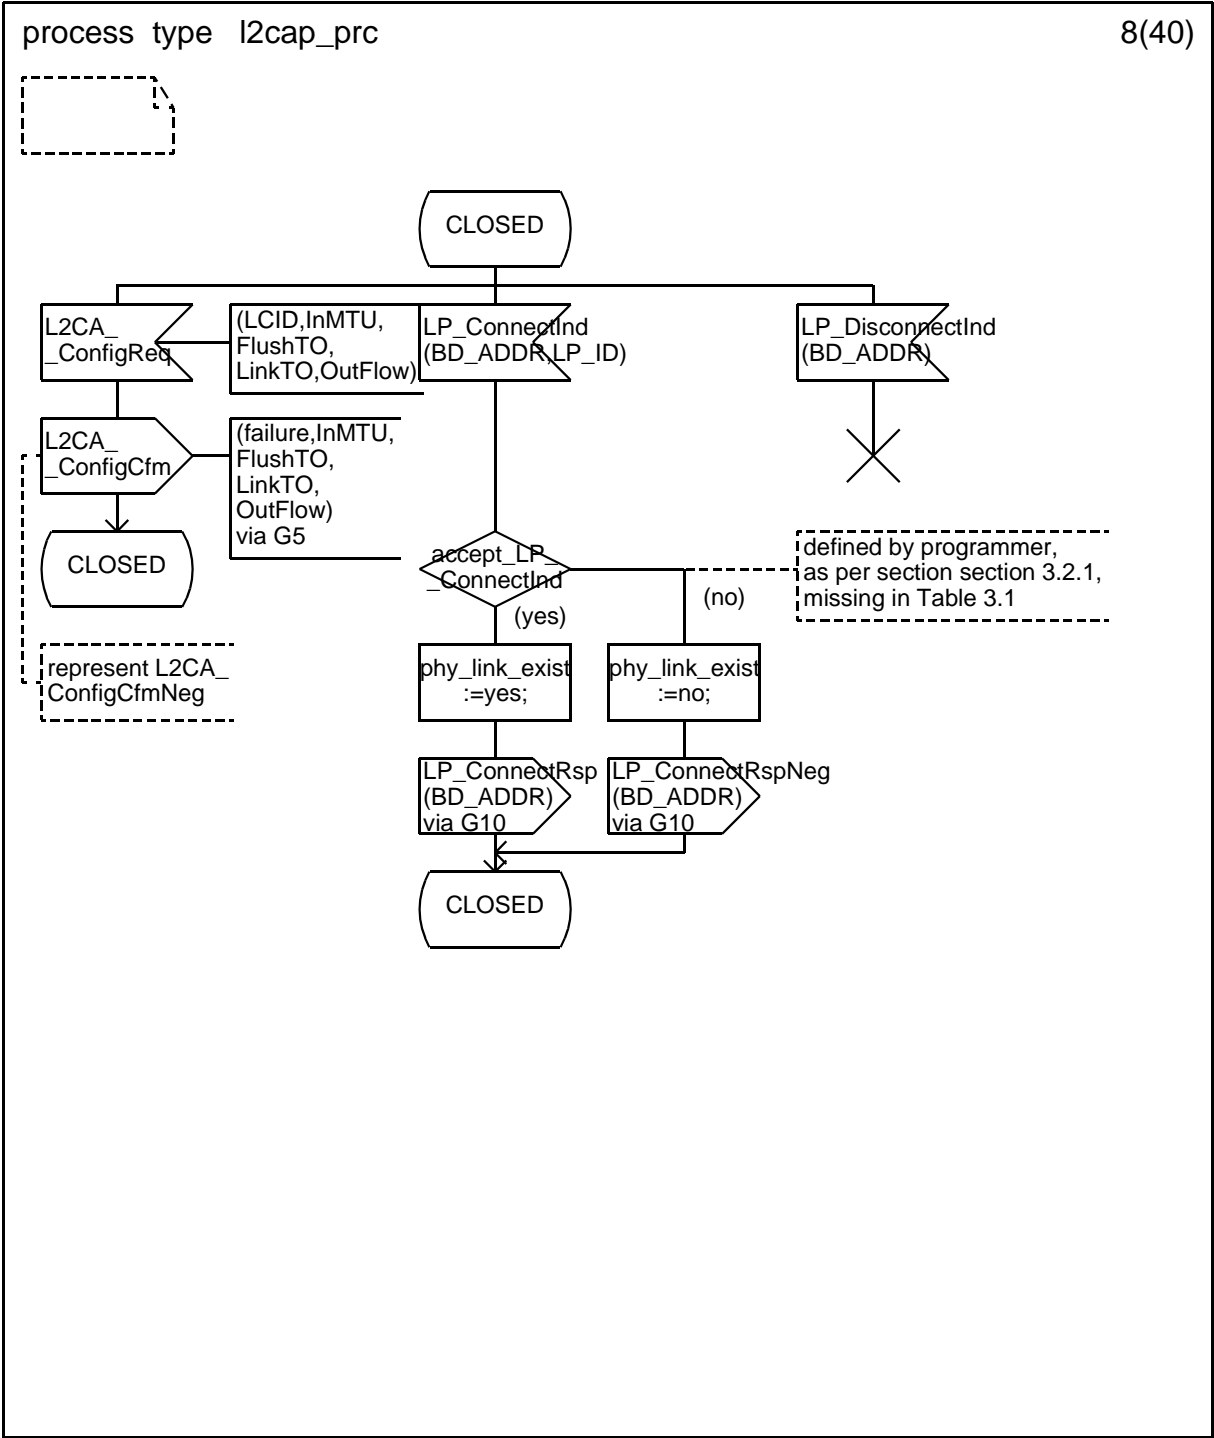 process type l2cap_prc
8(40)
CLOSED
L2CA_
_ConfigReq
(LCID,InMTU,
FlushTO,
LinkTO,OutFlow)
LP_ConnectInd
(BD_ADDR,LP_ID)
LP_DisconnectInd
(BD_ADDR)
L2CA_
_ConfigCfm
(failure,InMTU,
FlushTO,
LinkTO,
OutFlow)
via G5
CLOSED
accept_LP_
_ConnectInd
(yes)
(no)
defined by programmer,
as per section section 3.2.1,
missing in Table 3.1
represent L2CA_
ConfigCfmNeg
phy_link_exist
:=yes;
phy_link_exist
:=no;
LP_ConnectRsp
(BD_ADDR)
via G10
LP_ConnectRspNeg
(BD_ADDR)
via G10
CLOSED